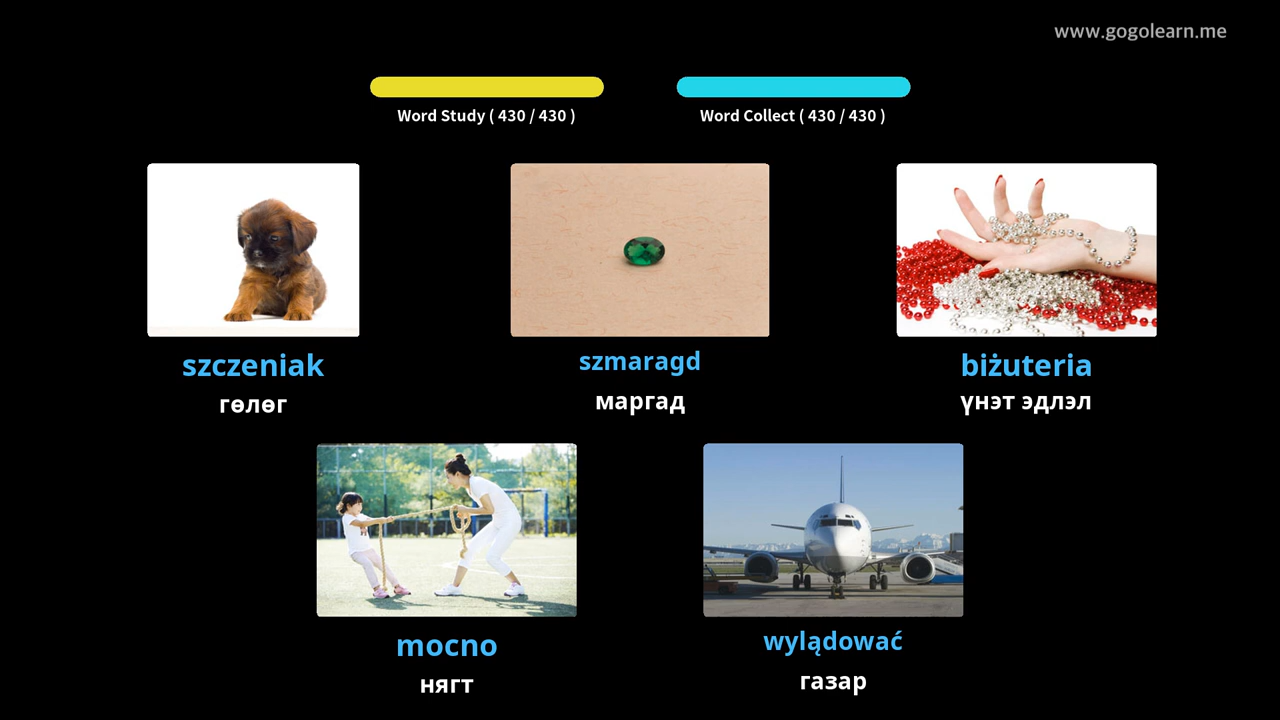 www.gogolearn.me
Word Study ( 430 / 430 )
Word Collect ( 430 / 430 )
szczeniak
гөлөг
szmaragd
маргад
biżuteria
үнэт эдлэл
mocno
нягт
wylądować
газар